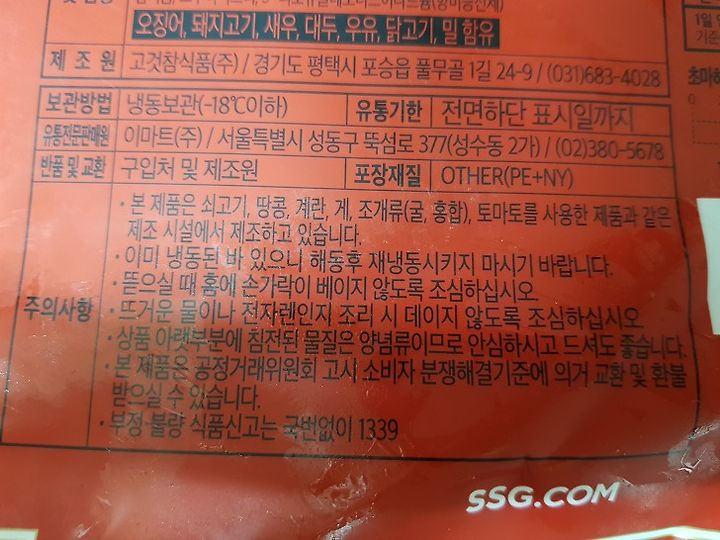 오징어, 돼지고기, 새우, 대두, 우유, 닭고기, 밀 함유
제 조 원 고것참식품(주) / 경기도 평택시 포승읍 풀무골 1길 24-9 / (031)683-4028
보관방법 냉동보관(-18℃이하) 유통기한 전면하단 표시일까지
유통전문판매원 이마트(주) / 서울특별시 성동구 뚝섬로 377(성수동 2가) / (02)380-5678
반품 및 교환 구입처 및 제조원 포장재질 OTHER(PE+NY)
주의사항
• 본 제품은 쇠고기, 땅콩, 계란, 게, 조개류(굴, 홍합), 토마토를 사용한 제품과 같은
제조 시설에서 제조하고 있습니다.
• 이미 냉동된 바 있으니 해동후 재냉동시키지 마시기 바랍니다.
• 뜯으실 때 홈에 손가락이 베이지 않도록 조심하십시오.
• 뜨거운 물이나 전자렌인지 조리 시 데이지 않도록 조심하십시오
• 상품 아랫부분에 침전된 물질은 양념류이므로 안심하시고 드셔도 좋습니다.
• 본 제품은 공정거래위원회 고시 소비자 분쟁해결기준에 의거 교환 및 환불
받으실 수 있습니다.
• 부정·불량 식품신고는 국번없이 1339
1일
기준
초마
0
SSG.COM